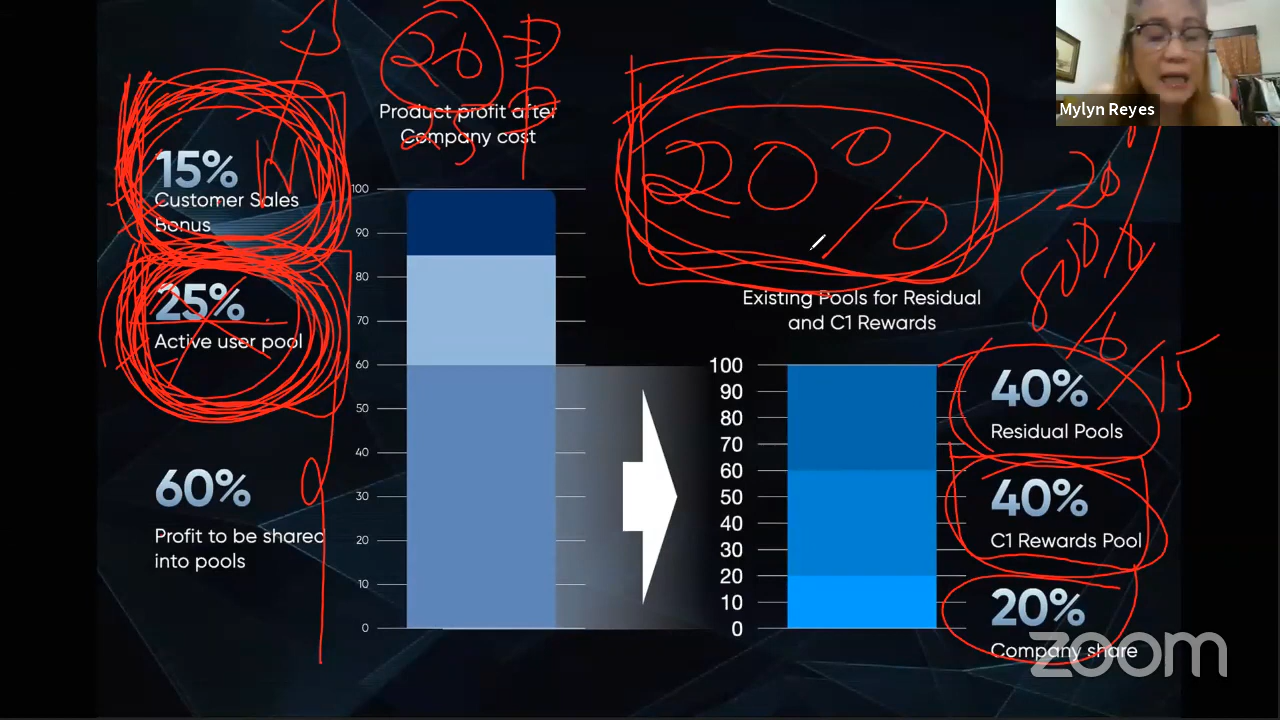 Mylyn Reyes
20%
Product profit after
Company cost
15%
Customer Sales
Bonus
25%
Active user pool
60%
Profit to be shared
into pools
100
90
80
70
60
50
40
30
20
10
0
Existing Pools for Residual
and C1 Rewards
100
90
80
70
60
50
40
30
20
10
0
40%
Residual Pools
40%
C1 Rewards Pool
20%
Company share
15
zoom